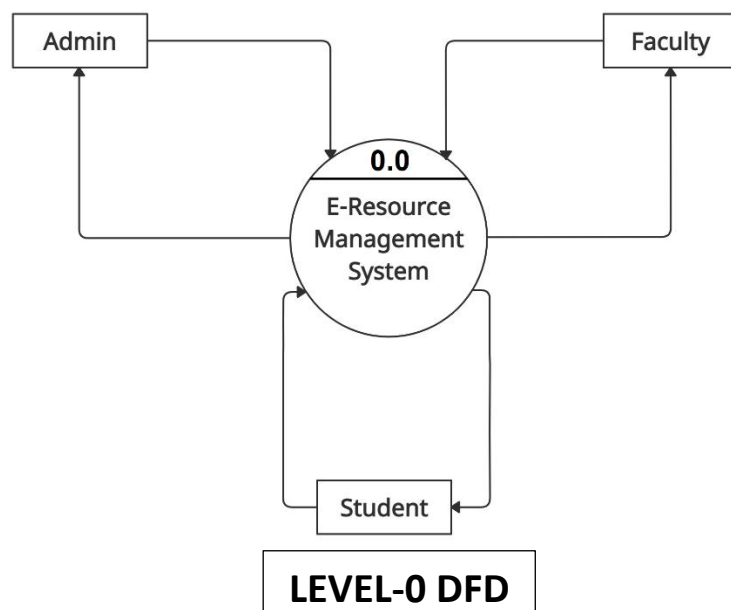 Admin
Faculty
0.0
E-Resource
Management
System
Student
LEVEL-0 DFD